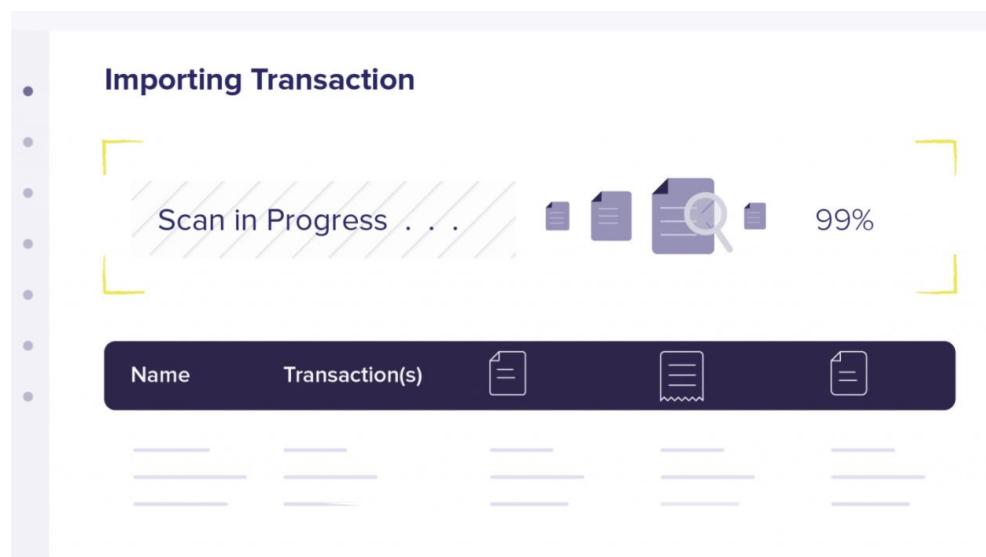 Importing Transaction
Scan in Progress . . .
99%
Name Transaction(s)